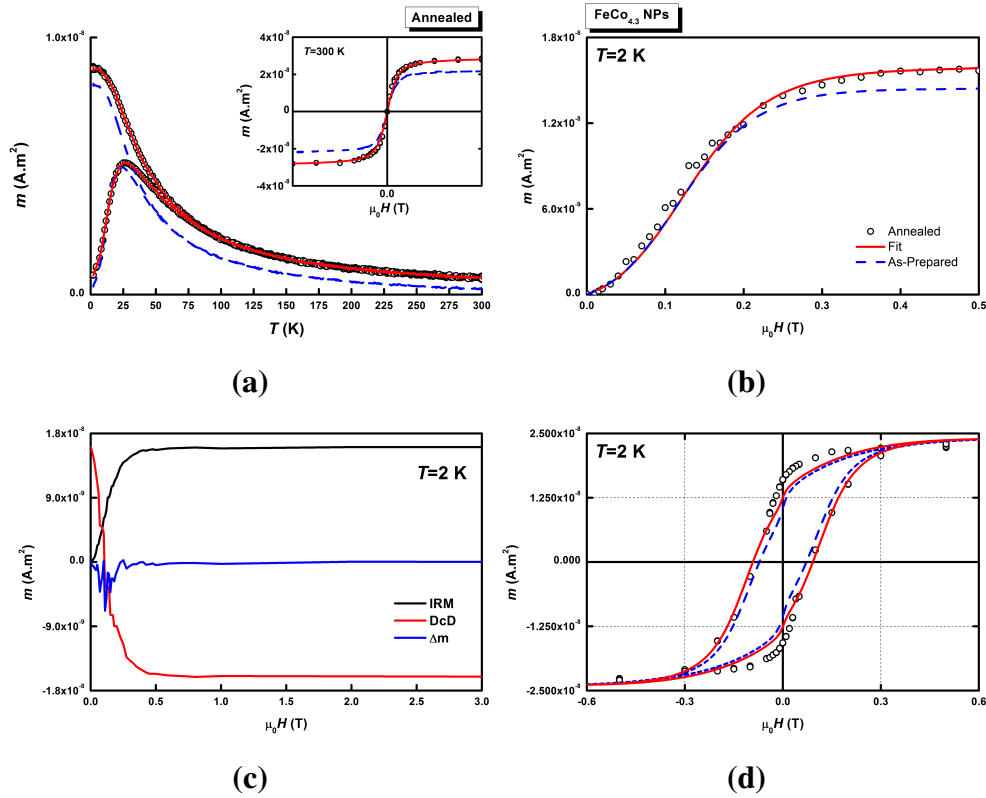 Annealed
1.0x10⁻⁸
0.0
m (A.m²)
0 25 50 75 100 125 150 175 200 225 250 275 300
T (K)
T=300 K
4x10⁻⁸
2x10⁻⁸
0
-2x10⁻⁸
-4x10⁻⁸
m (A.m²)
0.0
μ₀H (T)
(a)
FeCo₄.₃ NPs
T=2 K
1.8x10⁻⁸
1.2x10⁻⁸
6.0x10⁻⁹
0.0
m (A.m²)
Annealed
Fit
As-Prepared
0.0 0.1 0.2 0.3 0.4 0.5
μ₀H (T)
(b)
T=2 K
1.8x10⁻⁸
9.0x10⁻⁹
0.0
-9.0x10⁻⁹
-1.8x10⁻⁸
m (A.m²)
IRM
DcD
Δm
0.0 0.5 1.0 1.5 2.0 2.5 3.0
μ₀H (T)
(c)
T=2 K
2.500x10⁻⁸
1.250x10⁻⁸
0.000
-1.250x10⁻⁸
-2.500x10⁻⁸
m (A.m²)
-0.6 -0.3 0.0 0.3 0.6
μ₀H (T)
(d)